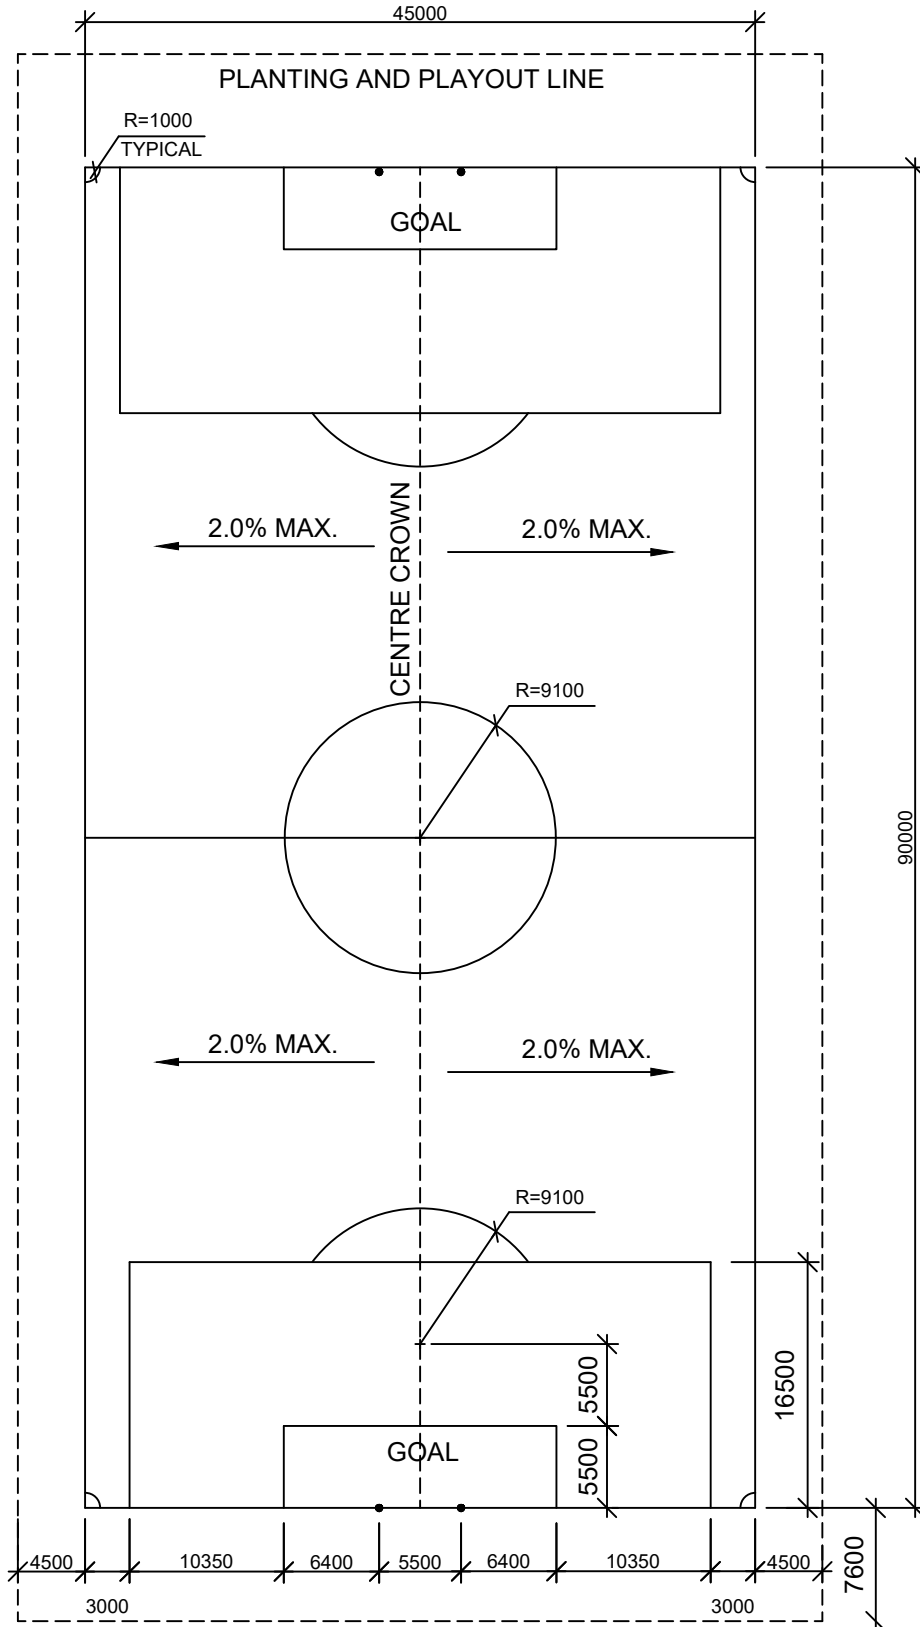 45000
PLANTING AND PLAYOUT LINE
R=1000
TYPICAL
GOAL
2.0% MAX.
2.0% MAX.
CENTRE CROWN
R=9100
90000
2.0% MAX.
2.0% MAX.
R=9100
5500
16500
GOAL
5500
4500
10350
6400
5500
6400
10350
4500
7600
3000
3000